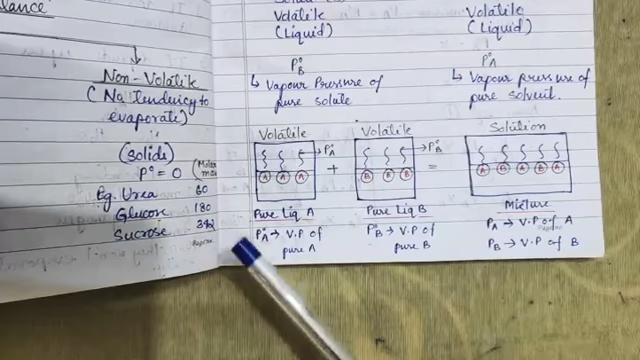 lance
Non-Volatile
(No tendency to
evaporate)
(solids)
P° = 0 (Molar
mass
Eg. Urea 60
Glucose 180
Sucrose 342
Volatile
(Liquid)
P°B
↳ Vapour Pressure of
pure solute
Volatile
(Liquid)
P°A
↳ Vapour pressure of
pure solvent.
Volatile
P°A
A A A
+
Volatile
P°B
B B B
=
Solution
A B A B A
Pure Liq A
P°A → V.P of
pure A
Pure Liq B
P°B → V.P of
pure B
Mixture
PA → V.P of A
PB → V.P of B